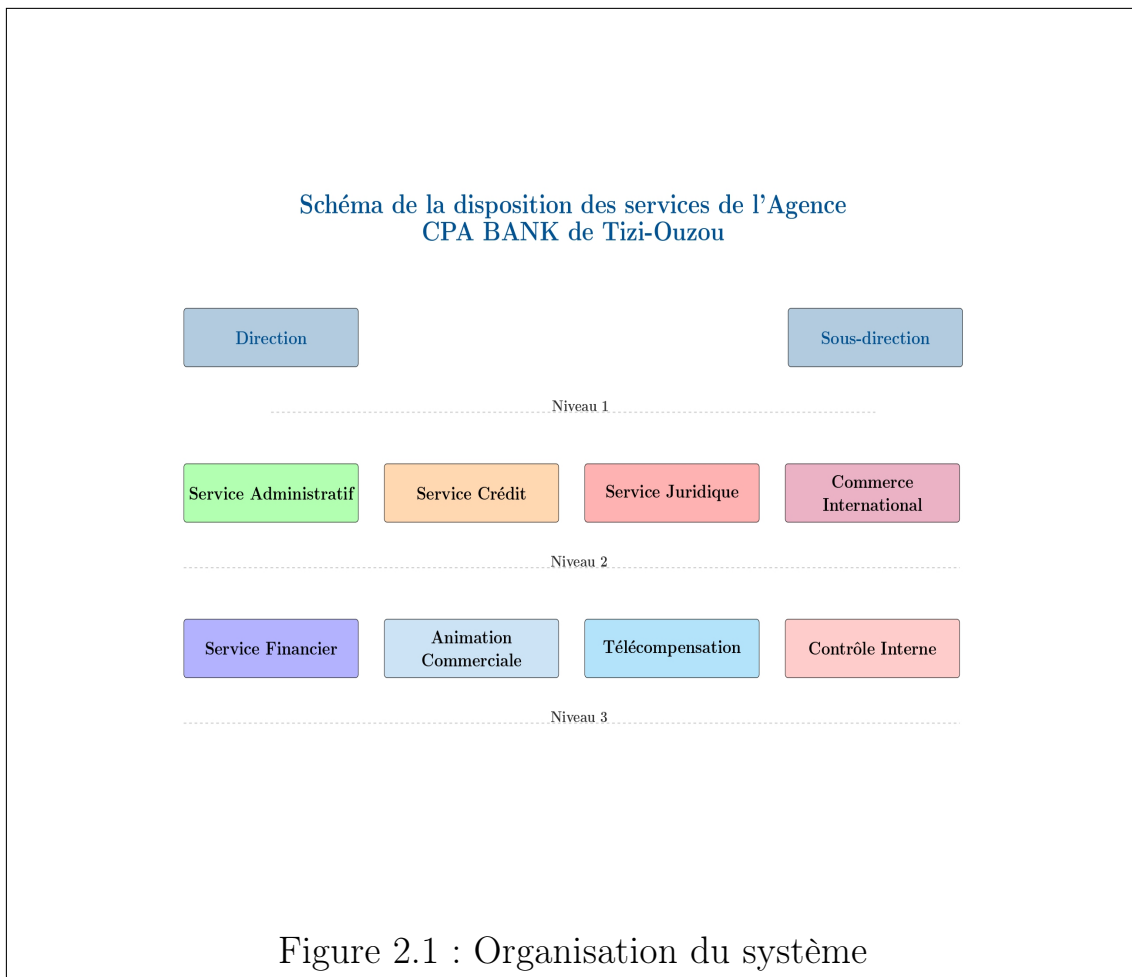 Schéma de la disposition des services de l'Agence
CPA BANK de Tizi-Ouzou
Direction
Sous-direction
Niveau 1
Service Administratif
Service Crédit
Service Juridique
Commerce
International
Niveau 2
Service Financier
Animation
Commerciale
Télécompensation
Contrôle Interne
Niveau 3
Figure 2.1 : Organisation du système